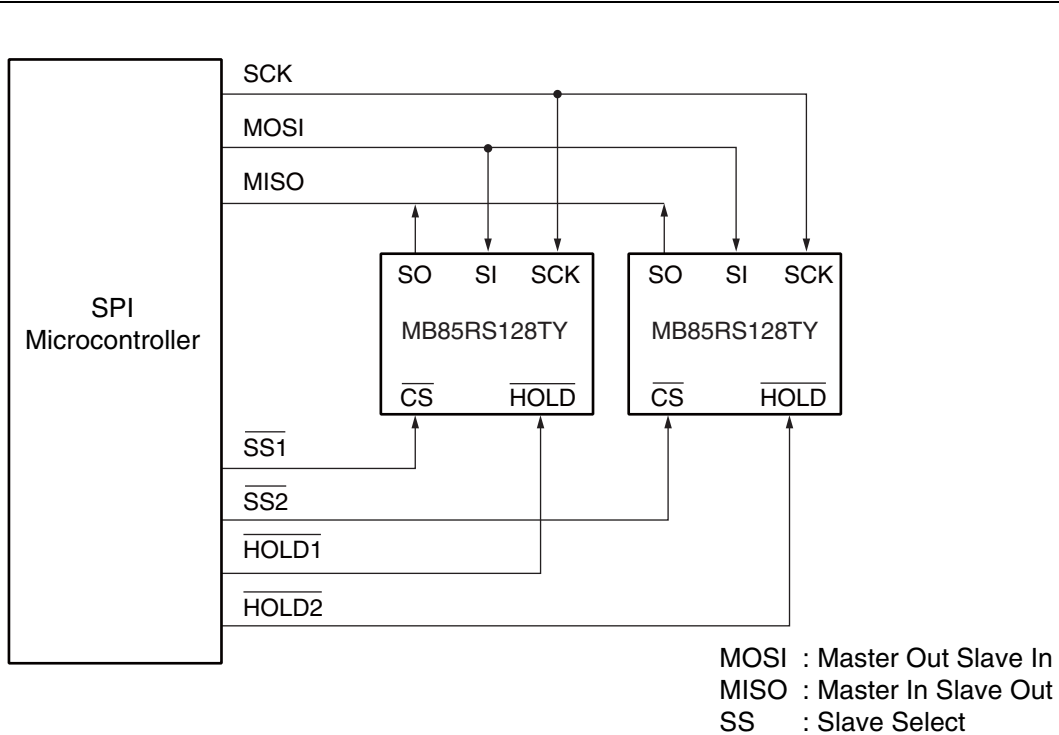 SCK
MOSI
MISO
SPI
Microcontroller
SO SI SCK
MB85RS128TY
CS HOLD
SO SI SCK
MB85RS128TY
CS HOLD
SS1
SS2
HOLD1
HOLD2
MOSI : Master Out Slave In
MISO : Master In Slave Out
SS : Slave Select